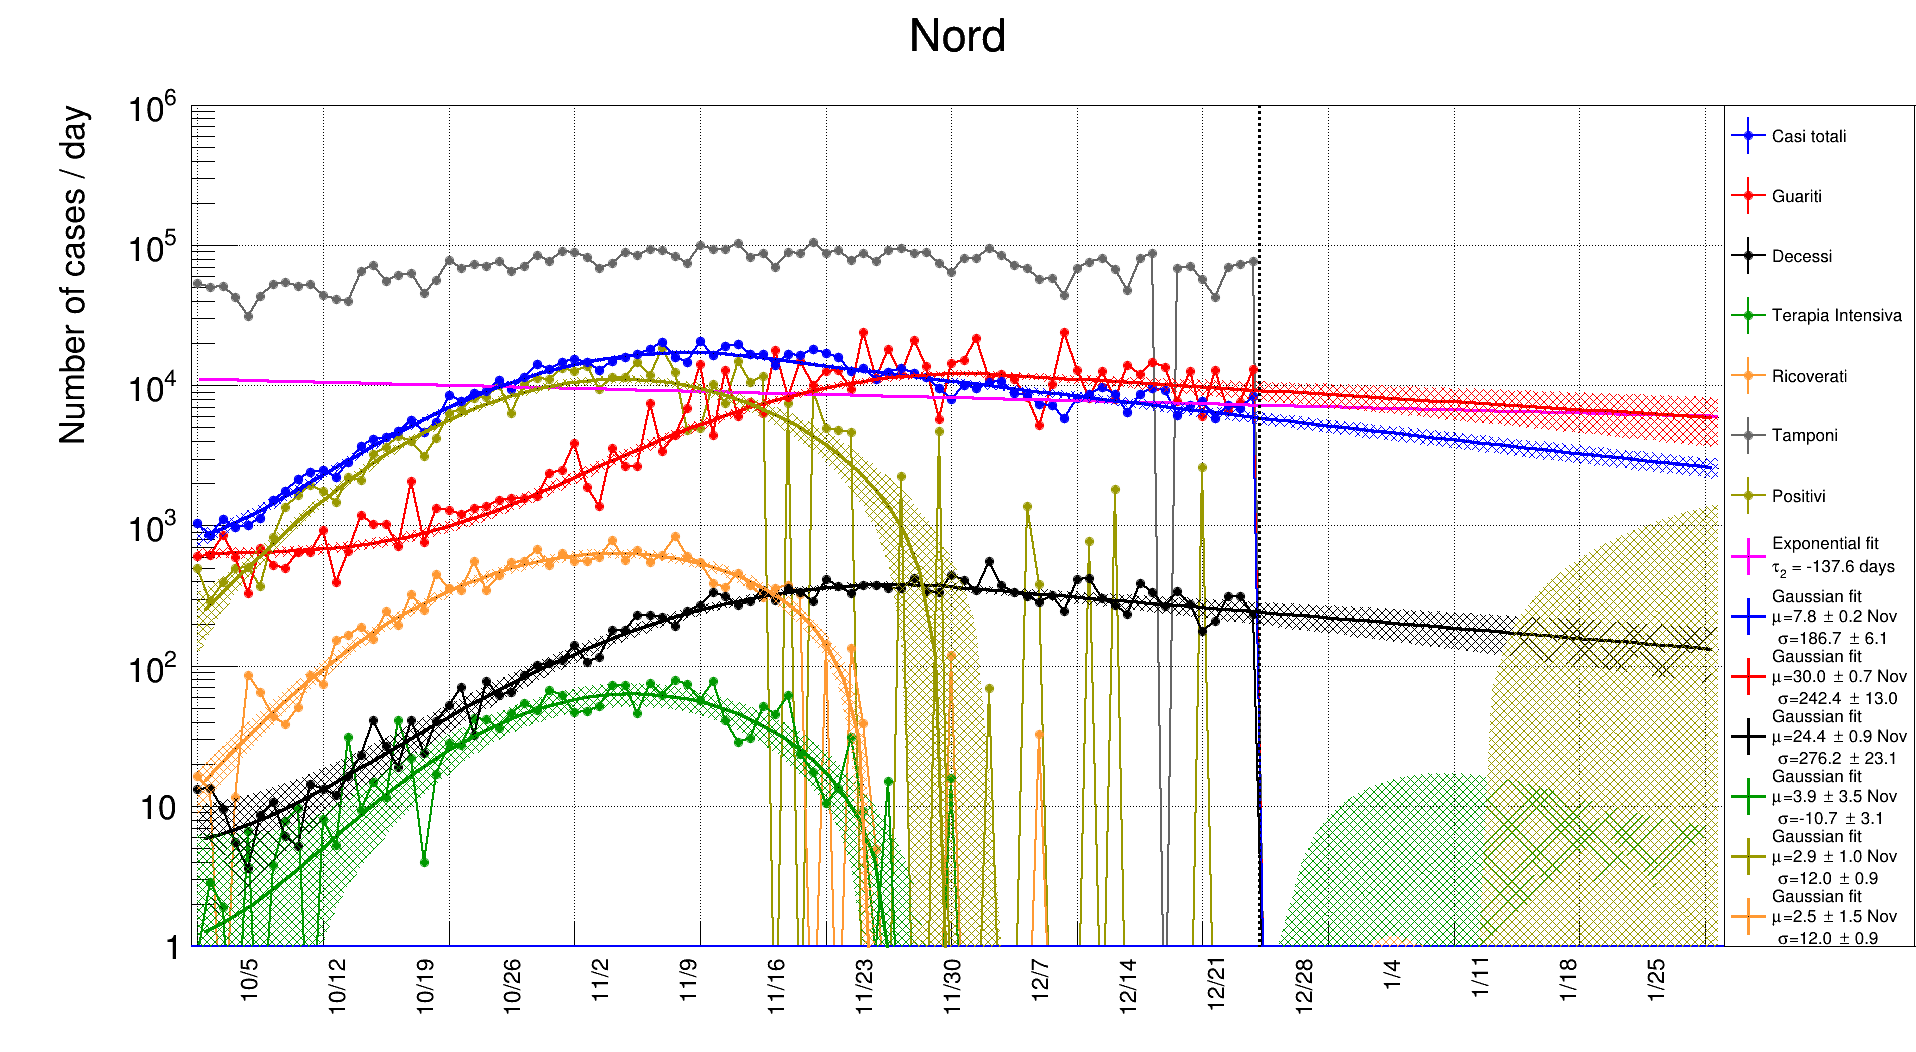 Nord
Number of cases / day
10^6
10^5
10^4
10^3
10^2
10
1
10/5
10/12
10/19
10/26
11/2
11/9
11/16
11/23
11/30
12/7
12/14
12/21
12/28
1/4
1/11
1/18
1/25
Casi totali
Guariti
Decessi
Terapia Intensiva
Ricoverati
Tamponi
Positivi
Exponential fit
τ_2 = -137.6 days
Gaussian fit
μ=7.8 ± 0.2 Nov
σ=186.7 ± 6.1
Gaussian fit
μ=30.0 ± 0.7 Nov
σ=242.4 ± 13.0
Gaussian fit
μ=24.4 ± 0.9 Nov
σ=276.2 ± 23.1
Gaussian fit
μ=3.9 ± 3.5 Nov
σ=-10.7 ± 3.1
Gaussian fit
μ=2.9 ± 1.0 Nov
σ=12.0 ± 0.9
Gaussian fit
μ=2.5 ± 1.5 Nov
σ=12.0 ± 0.9